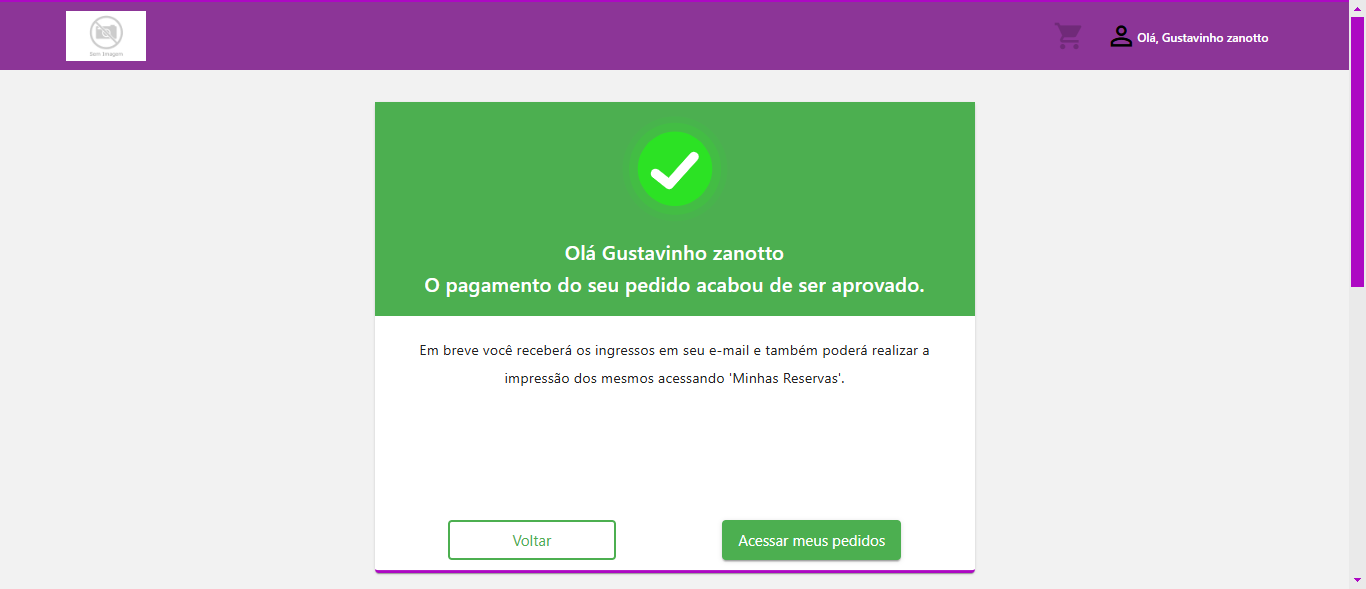 Sem Imagem
Olá, Gustavinho zanotto
Olá Gustavinho zanotto
O pagamento do seu pedido acabou de ser aprovado.
Em breve você receberá os ingressos em seu e-mail e também poderá realizar a
impressão dos mesmos acessando 'Minhas Reservas'.
Voltar
Acessar meus pedidos